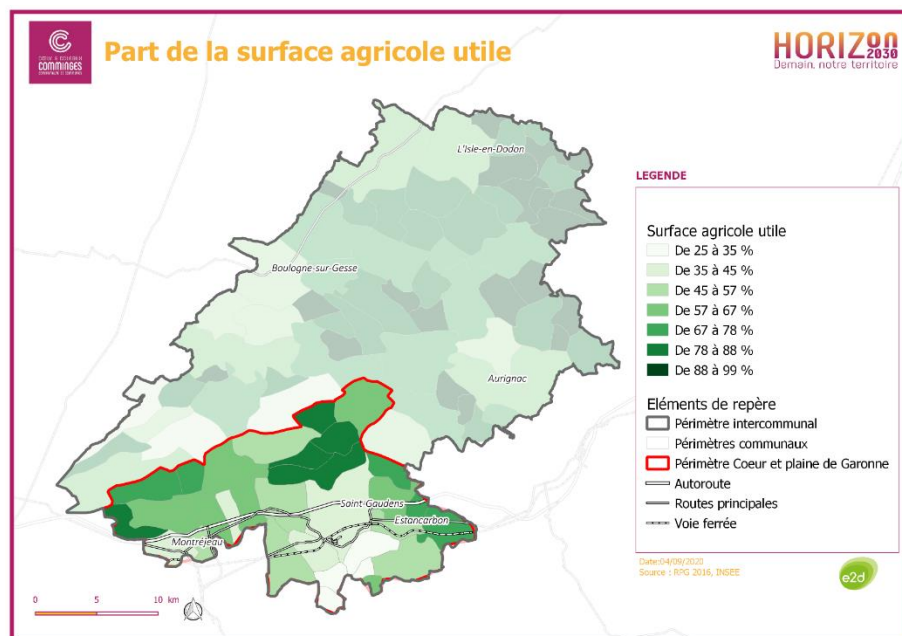 Part de la surface agricole utile
COMMINGES
HORIZON
2030
Demain, notre territoire
L'Isle-en-Dodon
Boulogne-sur-Gesse
Aurignac
Saint-Gaudens
Estancarbon
Montréjeau
0 5 10 km
LEGENDE
Surface agricole utile
De 25 à 35 %
De 35 à 45 %
De 45 à 57 %
De 57 à 67 %
De 67 à 78 %
De 78 à 88 %
De 88 à 99 %
Eléments de repère
Périmètre intercommunal
Périmètres communaux
Périmètre Coeur et plaine de Garonne
Autoroute
Routes principales
Voie ferrée
Date:04/09/2020
Source : RPG 2016, INSEE
e2d